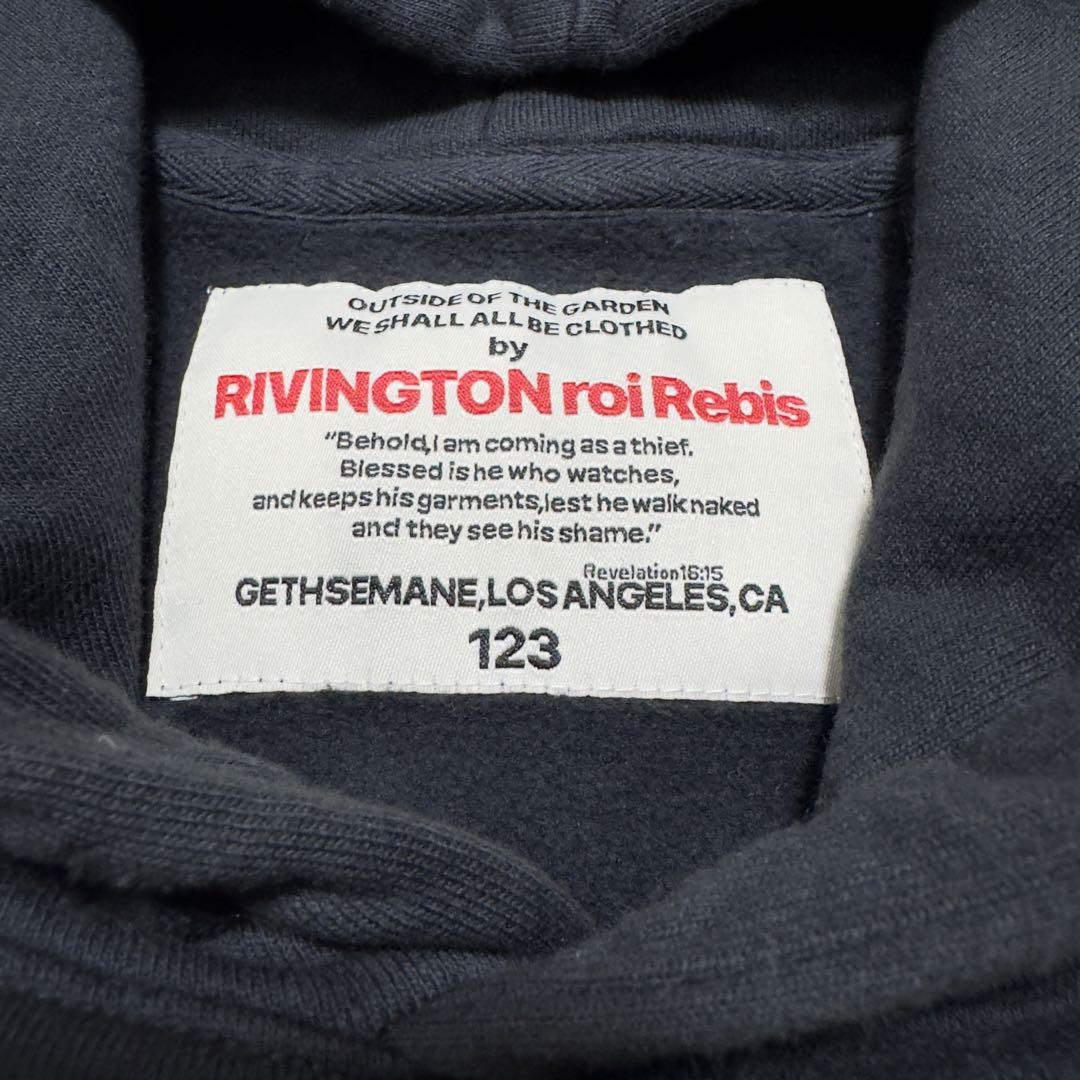 OUTSIDE OF THE GARDEN
WE SHALL ALL BE CLOTHED
by
RIVINGTON roi Rebis
"Behold, I am coming as a thief.
Blessed is he who watches,
and keeps his garments, lest he walk naked
and they see his shame."
Revelation 16:15
GETHSEMANE, LOS ANGELES, CA
123